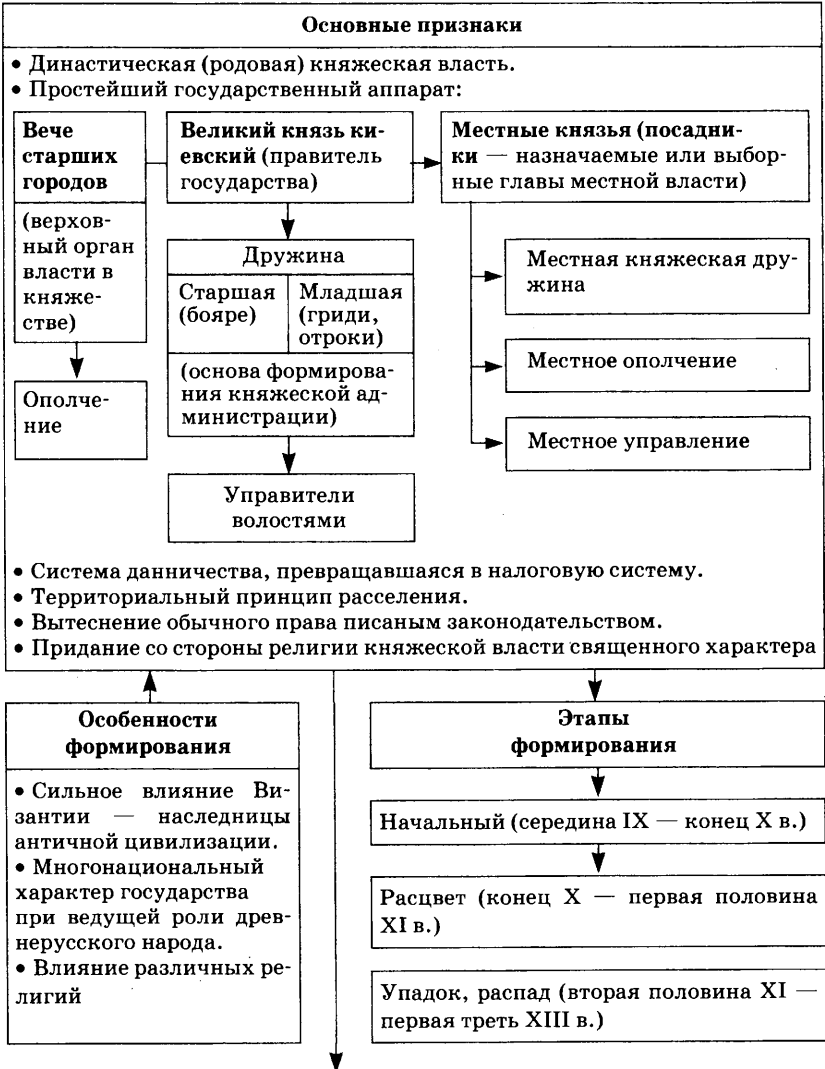 Основные признаки
• Династическая (родовая) княжеская власть.
• Простейший государственный аппарат:
Вече
старших
городов
(верхов-
ный орган
власти в
княже-
стве)
Ополче-
ние
Великий князь ки-
евский (правитель
государства)
Дружина
Старшая
(бояре)
Младшая
(гриди,
отроки)
(основа формирова-
ния княжеской ад-
министрации)
Управители
волостями
Местные князья (посадни-
ки — назначаемые или выбор-
ные главы местной власти)
Местная княжеская дру-
жина
Местное ополчение
Местное управление
• Система данничества, превращавшаяся в налоговую систему.
• Территориальный принцип расселения.
• Вытеснение обычного права писаным законодательством.
• Придание со стороны религии княжеской власти священного характера
Особенности
формирования
• Сильное влияние Ви-
зантии — наследницы
античной цивилизации.
• Многонациональный
характер государства
при ведущей роли древ-
нерусского народа.
• Влияние различных ре-
лигий
Этапы
формирования
Начальный (середина IX — конец X в.)
Расцвет (конец X — первая половина
XI в.)
Упадок, распад (вторая половина XI —
первая треть XIII в.)